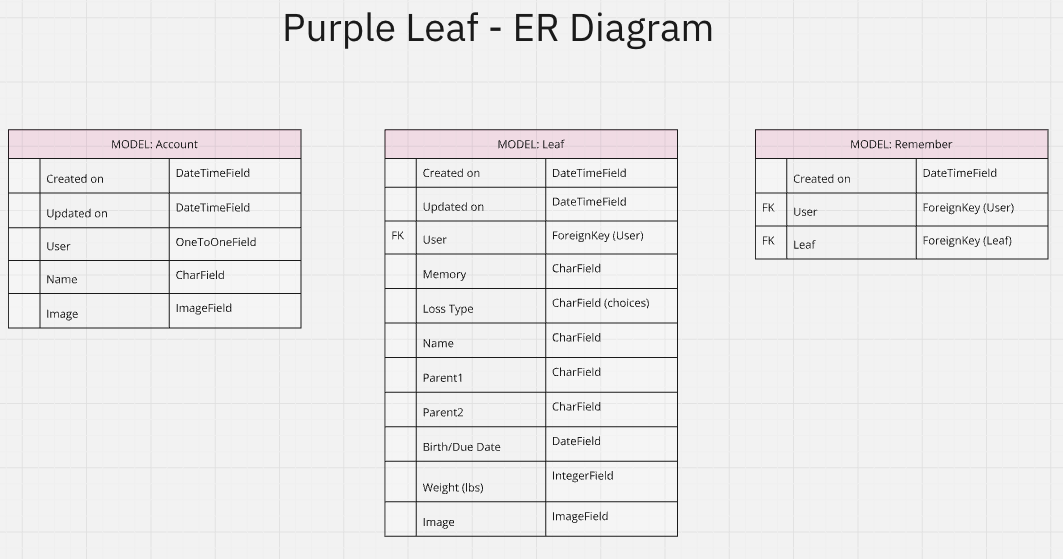 Purple Leaf - ER Diagram
MODEL: Account
Created on DateTimeField
Updated on DateTimeField
User OneToOneField
Name CharField
Image ImageField
MODEL: Leaf
Created on DateTimeField
Updated on DateTimeField
FK User ForeignKey (User)
Memory CharField
Loss Type CharField (choices)
Name CharField
Parent1 CharField
Parent2 CharField
Birth/Due Date DateField
Weight (lbs) IntegerField
Image ImageField
MODEL: Remember
Created on DateTimeField
FK User ForeignKey (User)
FK Leaf ForeignKey (Leaf)